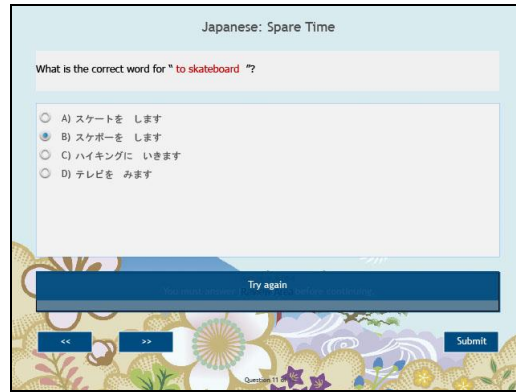 Japanese: Spare Time
What is the correct word for “ to skateboard ”?
A) スケートを します
B) スケボーを します
C) ハイキングに いきます
D) テレビを みます
Try again
<< >> Submit
Question 11